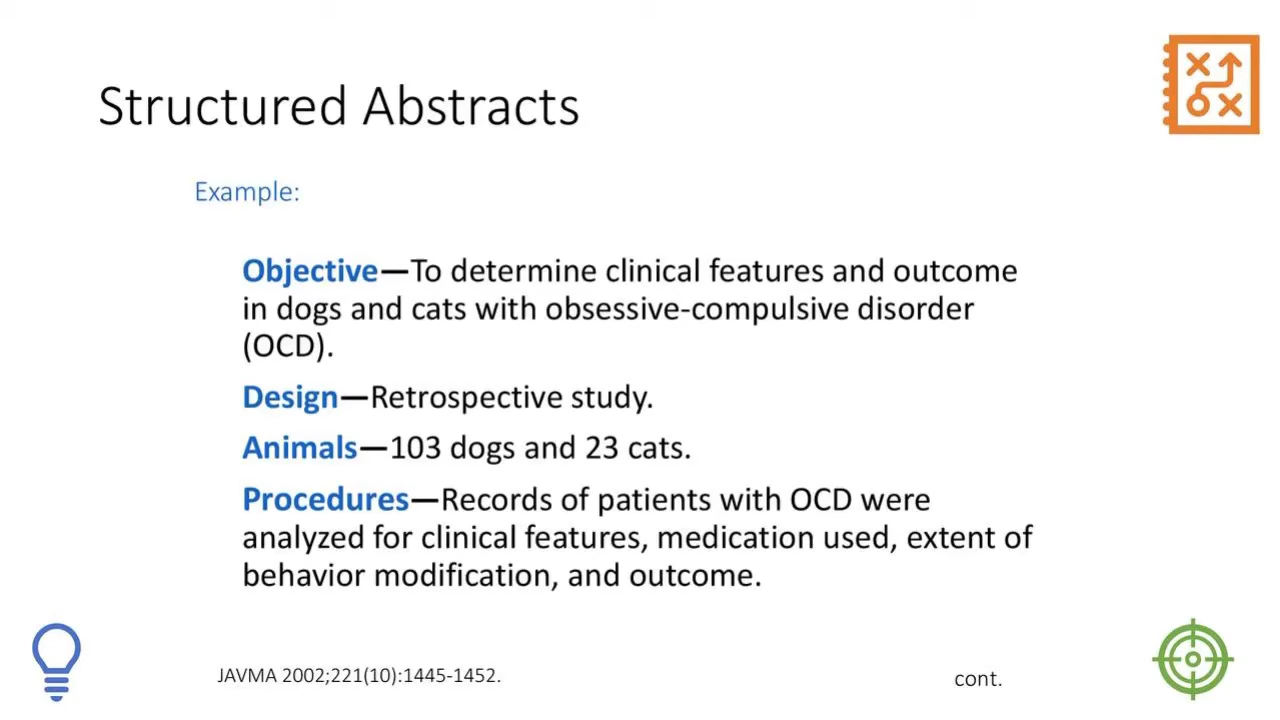 Structured Abstracts
Example:
Objective—To determine clinical features and outcome
in dogs and cats with obsessive-compulsive disorder
(OCD).
Design—Retrospective study.
Animals—103 dogs and 23 cats.
Procedures—Records of patients with OCD were
analyzed for clinical features, medication used, extent of
behavior modification, and outcome.
JAVMA 2002;221(10):1445-1452.
cont.